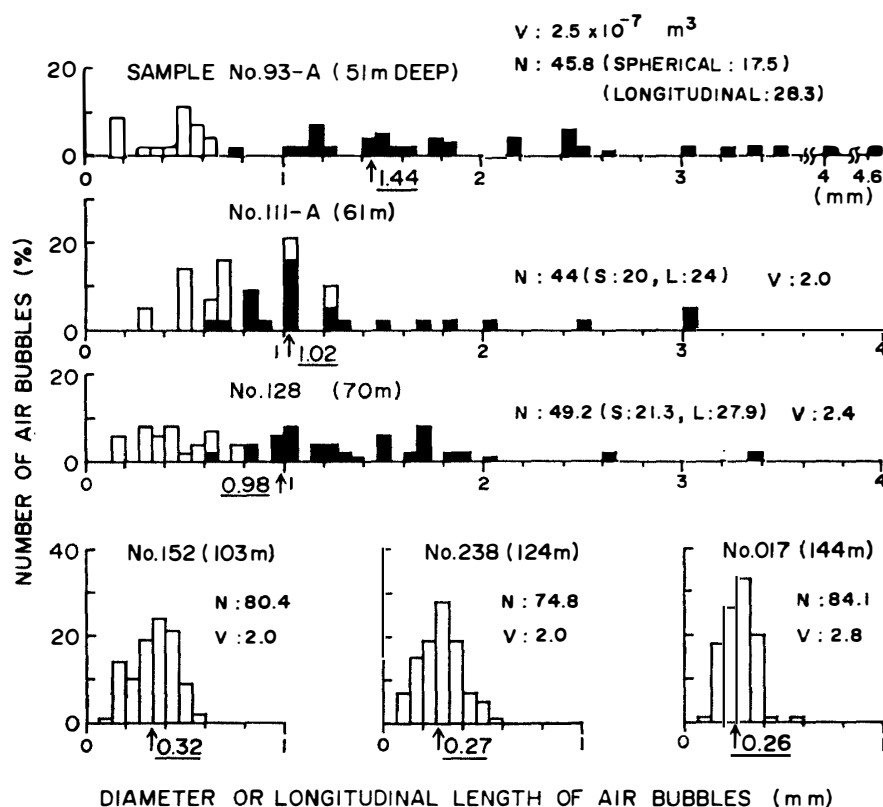 V : 2.5 x10⁻⁷ m³
SAMPLE No.93-A (51m DEEP)
N : 45.8 (SPHERICAL : 17.5)
(LONGITUDINAL : 28.3)
20
0
0 1 2 3 4 4.6
↑1.44
(mm)
No.111-A (61m)
20
N : 44 (S:20, L:24) V : 2.0
0
0 1 2 3 4
↑1.02
No.128 (70m)
20
N : 49.2 (S:21.3, L:27.9) V : 2.4
0
0 1 2 3 4
0.98↑
NUMBER OF AIR BUBBLES (%)
40
20
0
No.152 (103m)
N : 80.4
V : 2.0
0 1
↑0.32
No.238 (124m)
N : 74.8
V : 2.0
0 1
↑0.27
No.017 (144m)
N : 84.1
V : 2.8
0 1
↑0.26
DIAMETER OR LONGITUDINAL LENGTH OF AIR BUBBLES (mm)